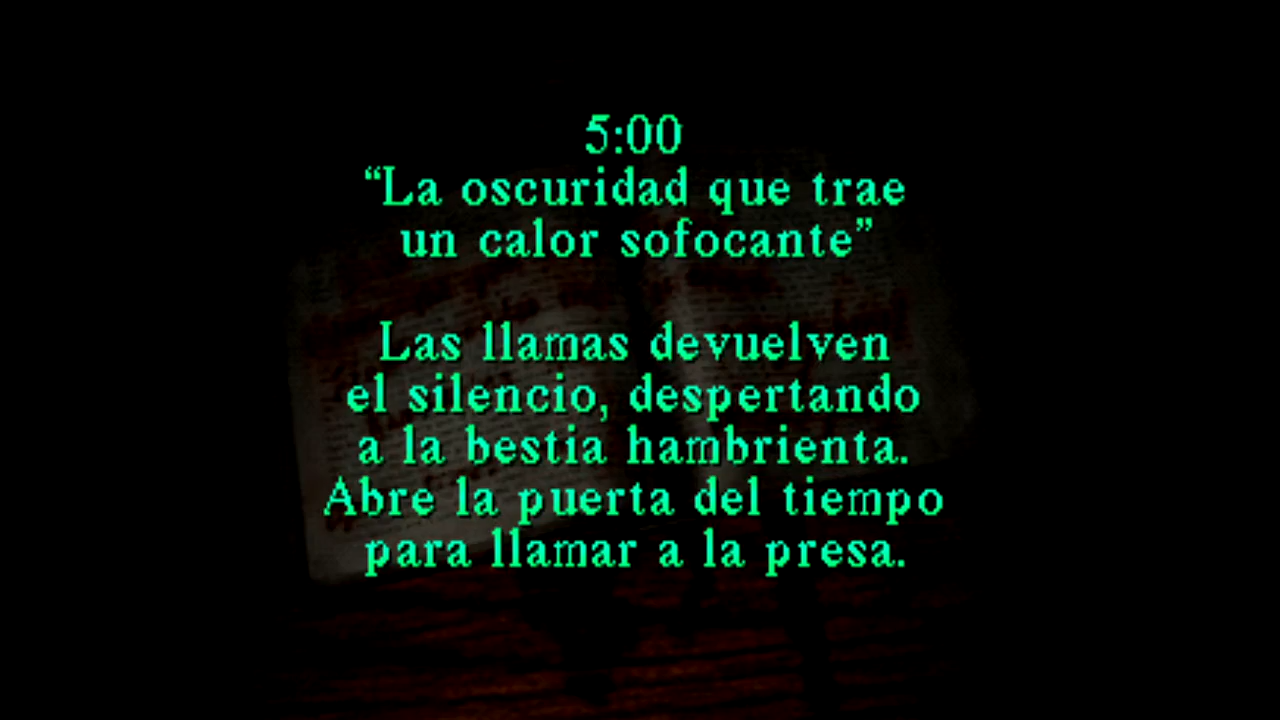 5:00
“La oscuridad que trae
un calor sofocante”
Las llamas devuelven
el silencio, despertando
a la bestia hambrienta.
Abre la puerta del tiempo
para llamar a la presa.